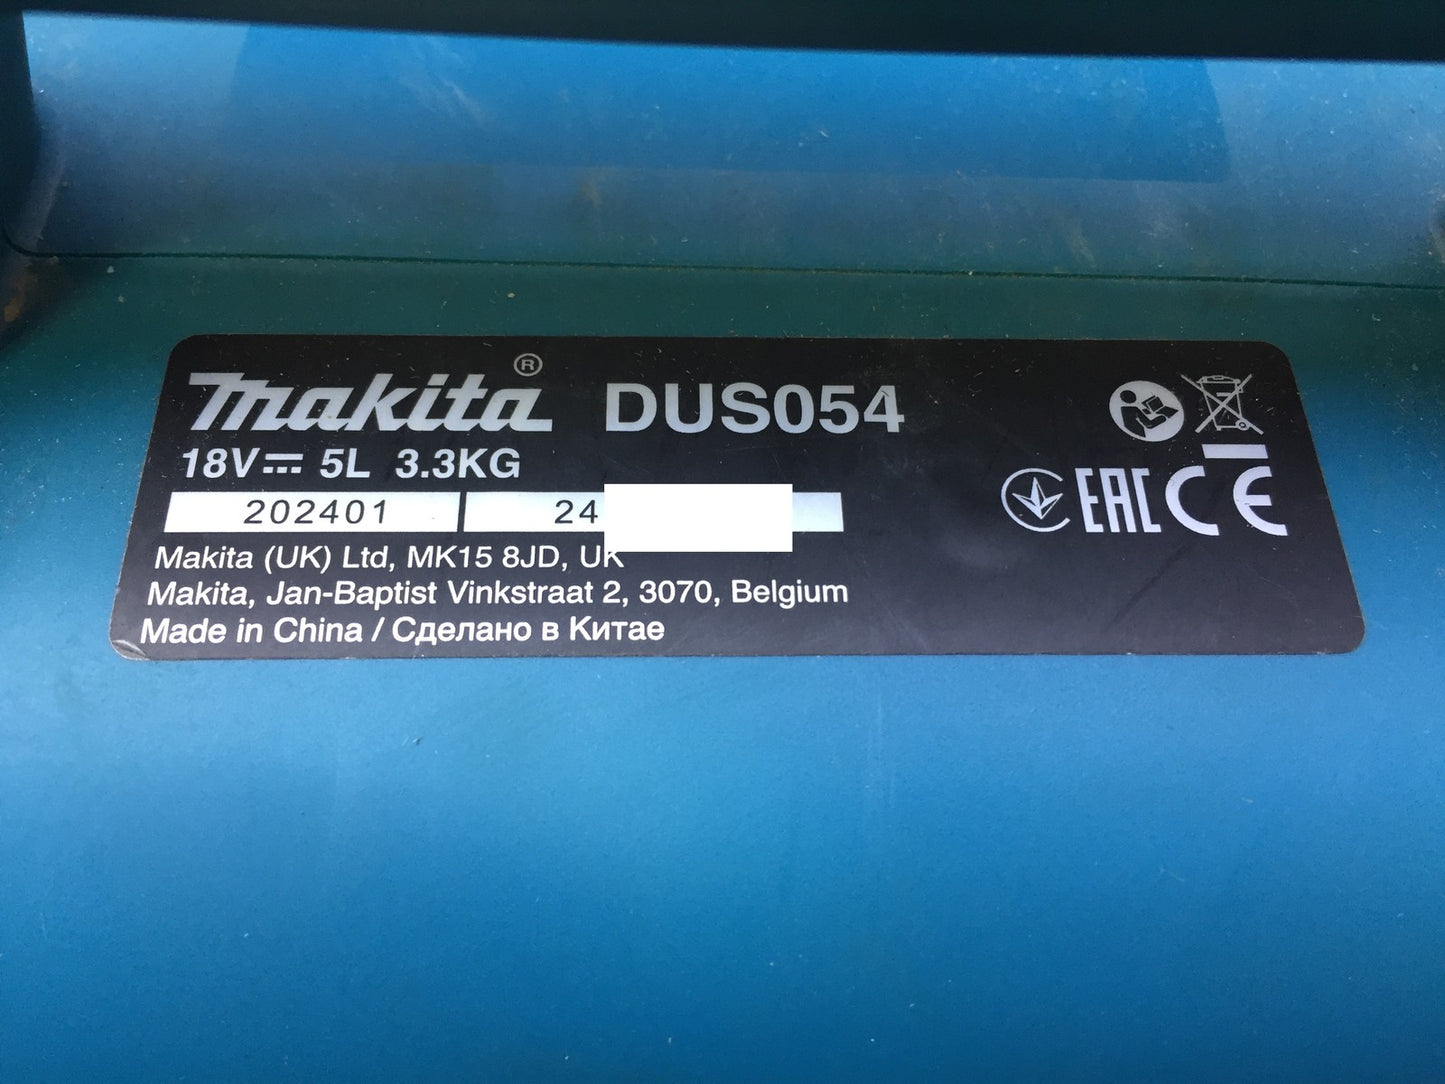 makita® DUS054
18V⎓ 5L 3.3KG
202401 24
Makita (UK) Ltd, MK15 8JD, UK
Makita, Jan-Baptist Vinkstraat 2, 3070, Belgium
Made in China / Сделано в Китае
EAC CE